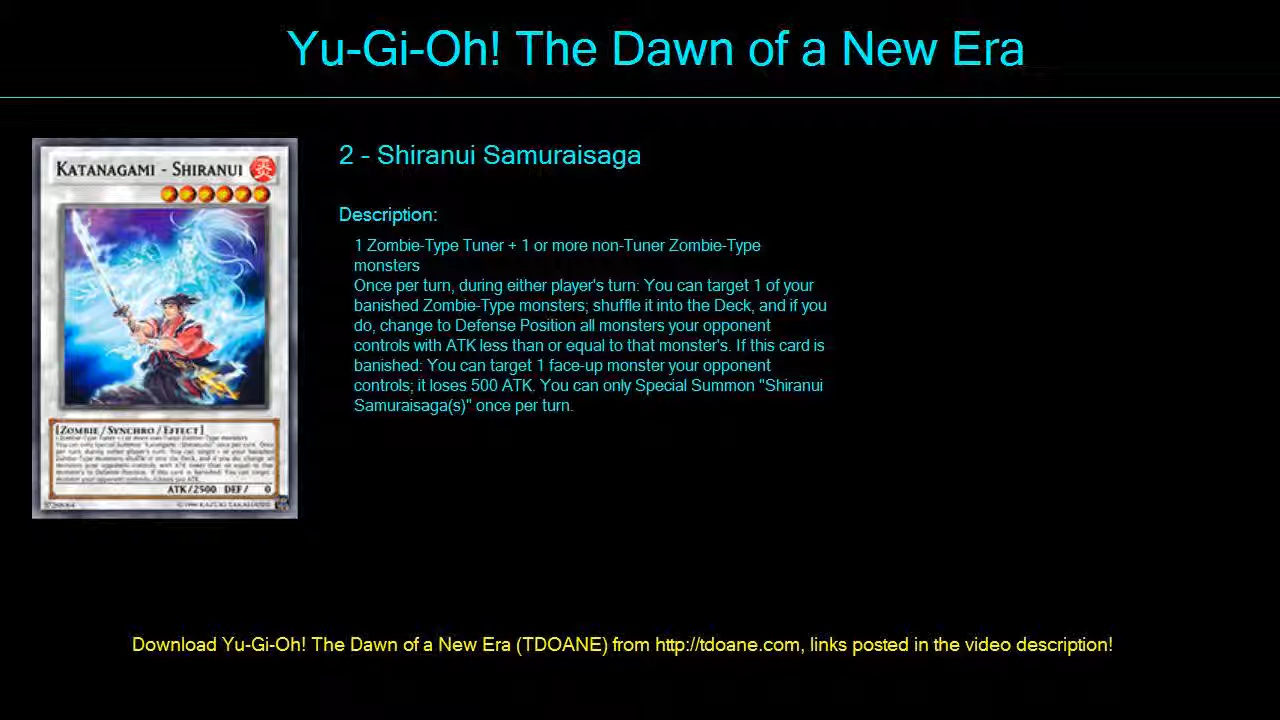 Yu-Gi-Oh! The Dawn of a New Era
KATANAGAMI - SHIRANUI
2 - Shiranui Samuraisaga
Description:
1 Zombie-Type Tuner + 1 or more non-Tuner Zombie-Type
monsters
Once per turn, during either player's turn: You can target 1 of your
banished Zombie-Type monsters; shuffle it into the Deck, and if you
do, change to Defense Position all monsters your opponent
controls with ATK less than or equal to that monster's. If this card is
banished: You can target 1 face-up monster your opponent
controls; it loses 500 ATK. You can only Special Summon "Shiranui
Samuraisaga(s)" once per turn.
[ZOMBIE / SYNCHRO / EFFECT]
ATK/2500 DEF/ 0
Download Yu-Gi-Oh! The Dawn of a New Era (TDOANE) from http://tdoane.com, links posted in the video description!